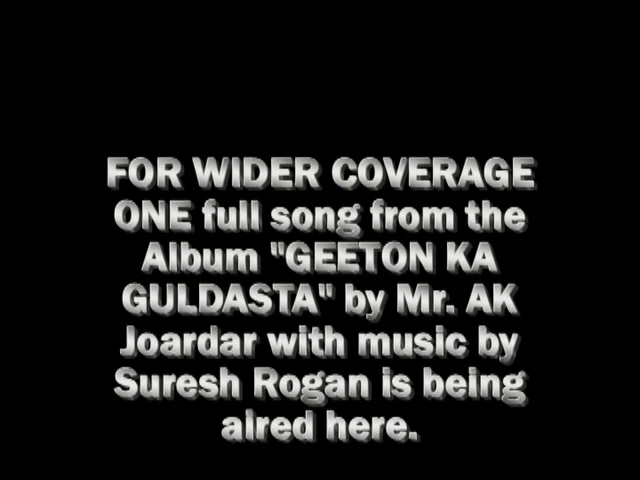 FOR WIDER COVERAGE
ONE full song from the
Album "GEETON KA
GULDASTA" by Mr. AK
Joardar with music by
Suresh Rogan is being
aired here.